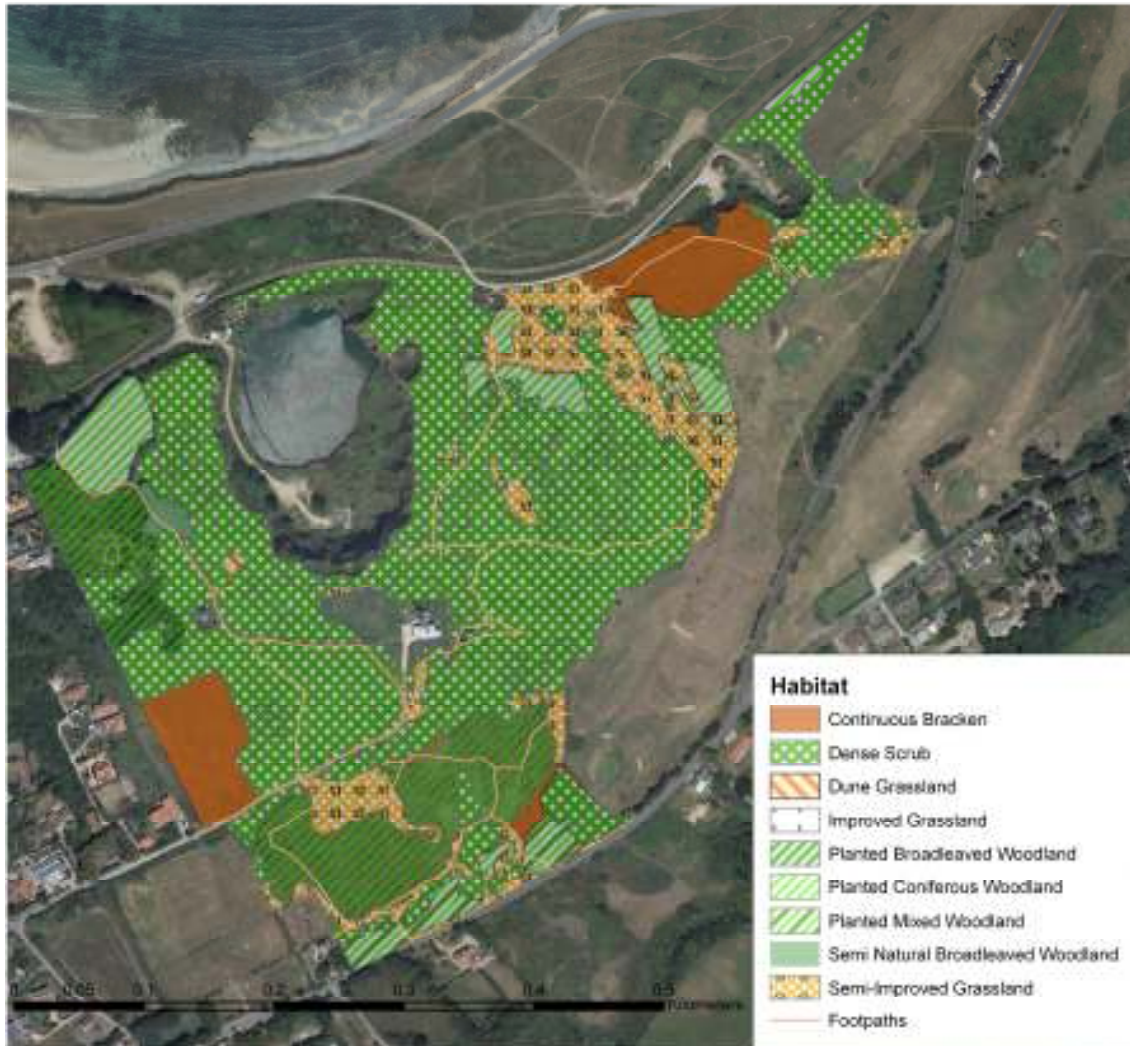 Habitat
Continuous Bracken
Dense Scrub
Dune Grassland
Improved Grassland
Planted Broadleaved Woodland
Planted Coniferous Woodland
Planted Mixed Woodland
Semi Natural Broadleaved Woodland
Semi-Improved Grassland
Footpaths
0 0.05 0.1 0.2 0.3 0.4 0.5
Kilometers